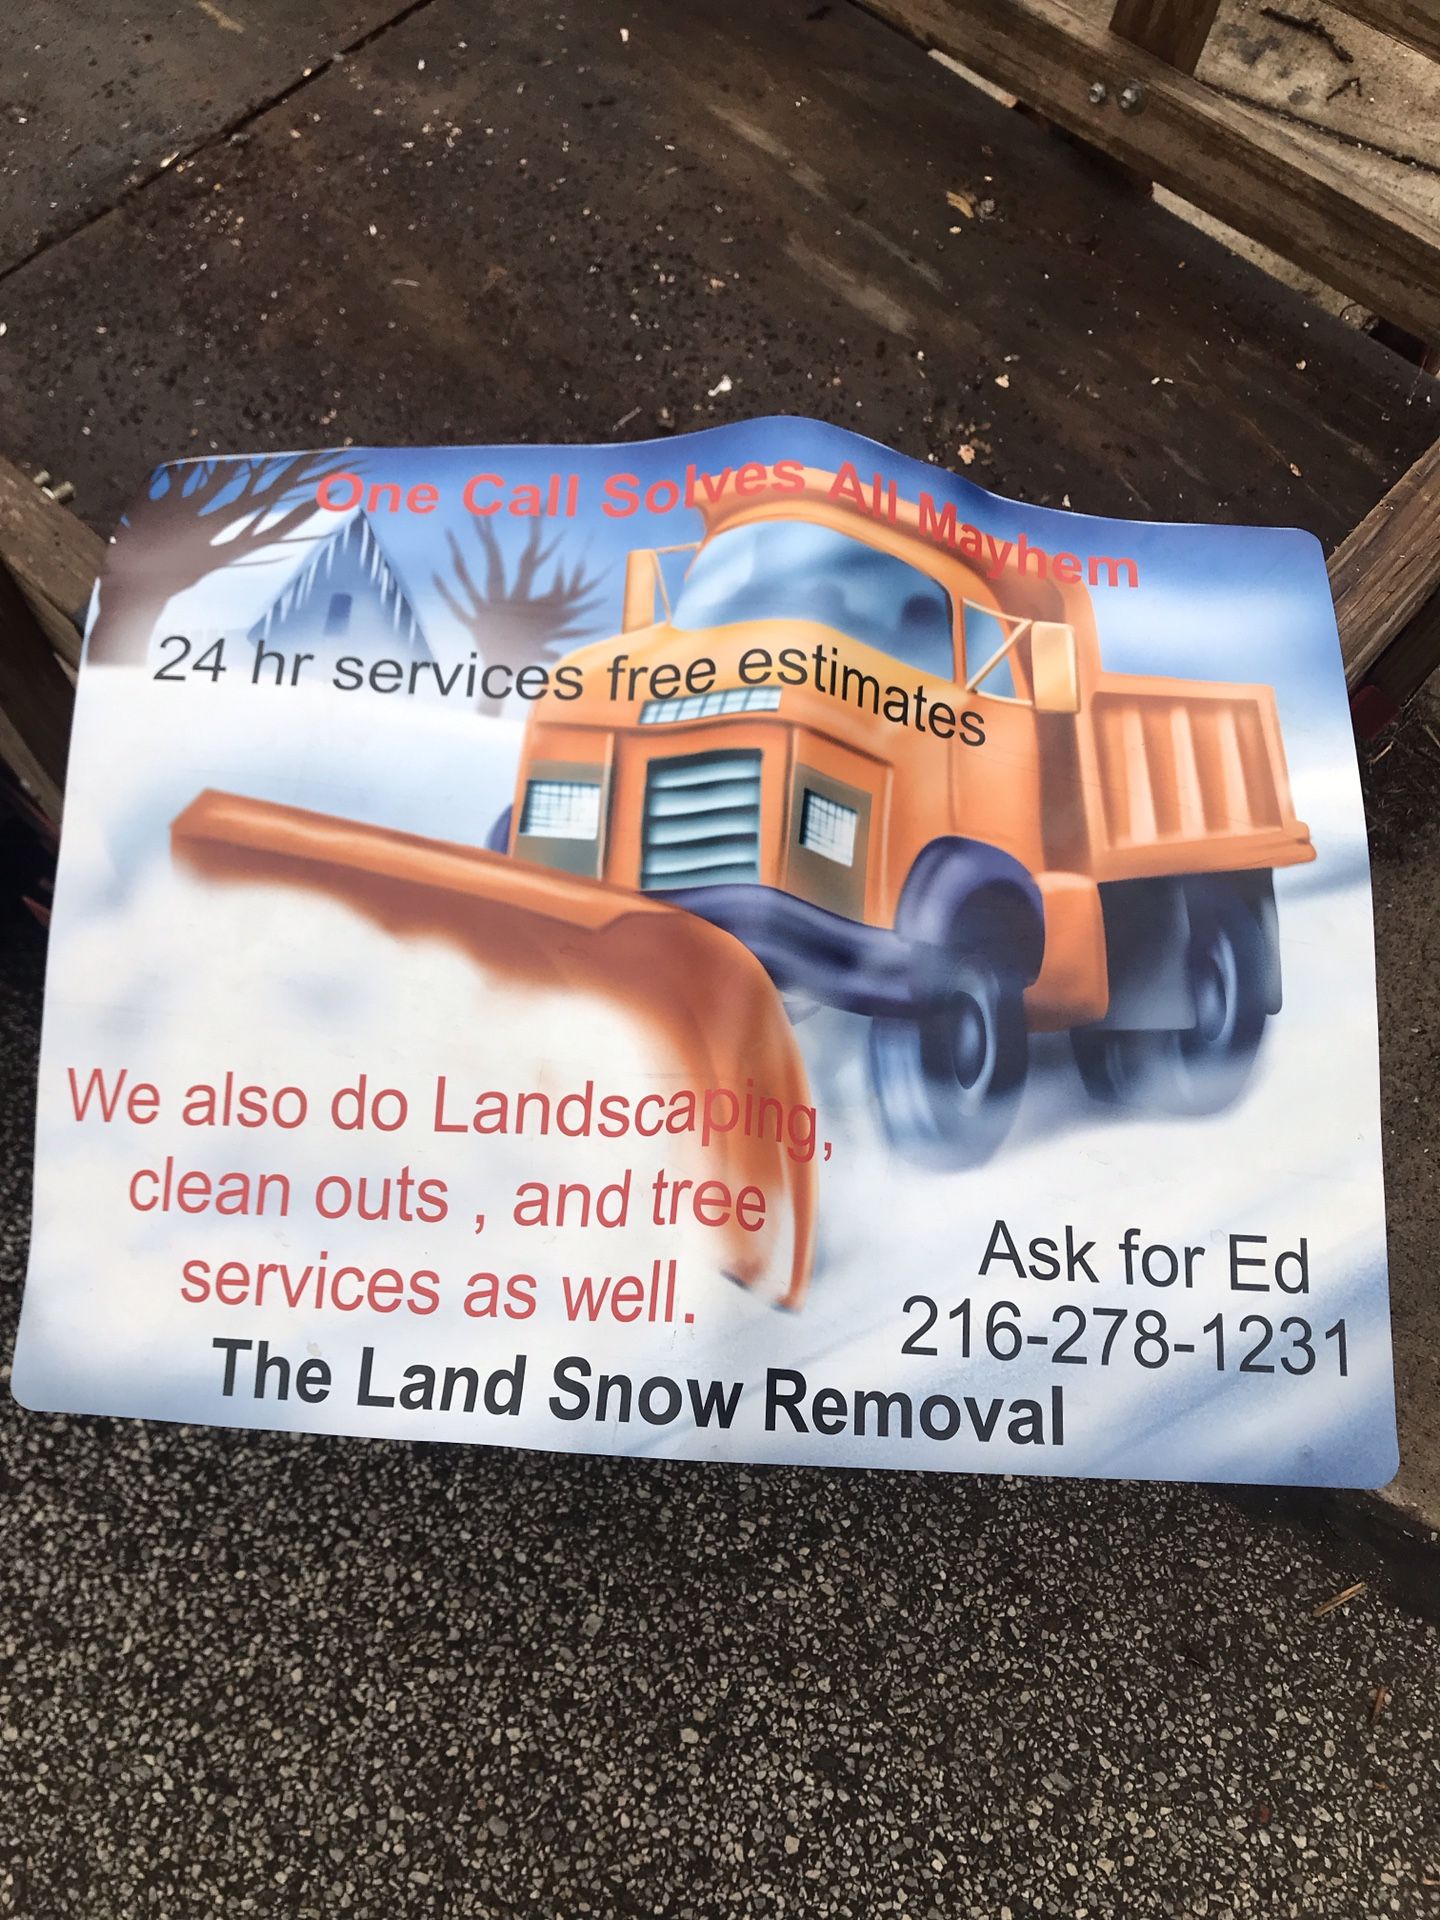 One Call Solves All Mayhem
24 hr services free estimates
We also do Landscaping,
clean outs , and tree
services as well.
Ask for Ed
216-278-1231
The Land Snow Removal